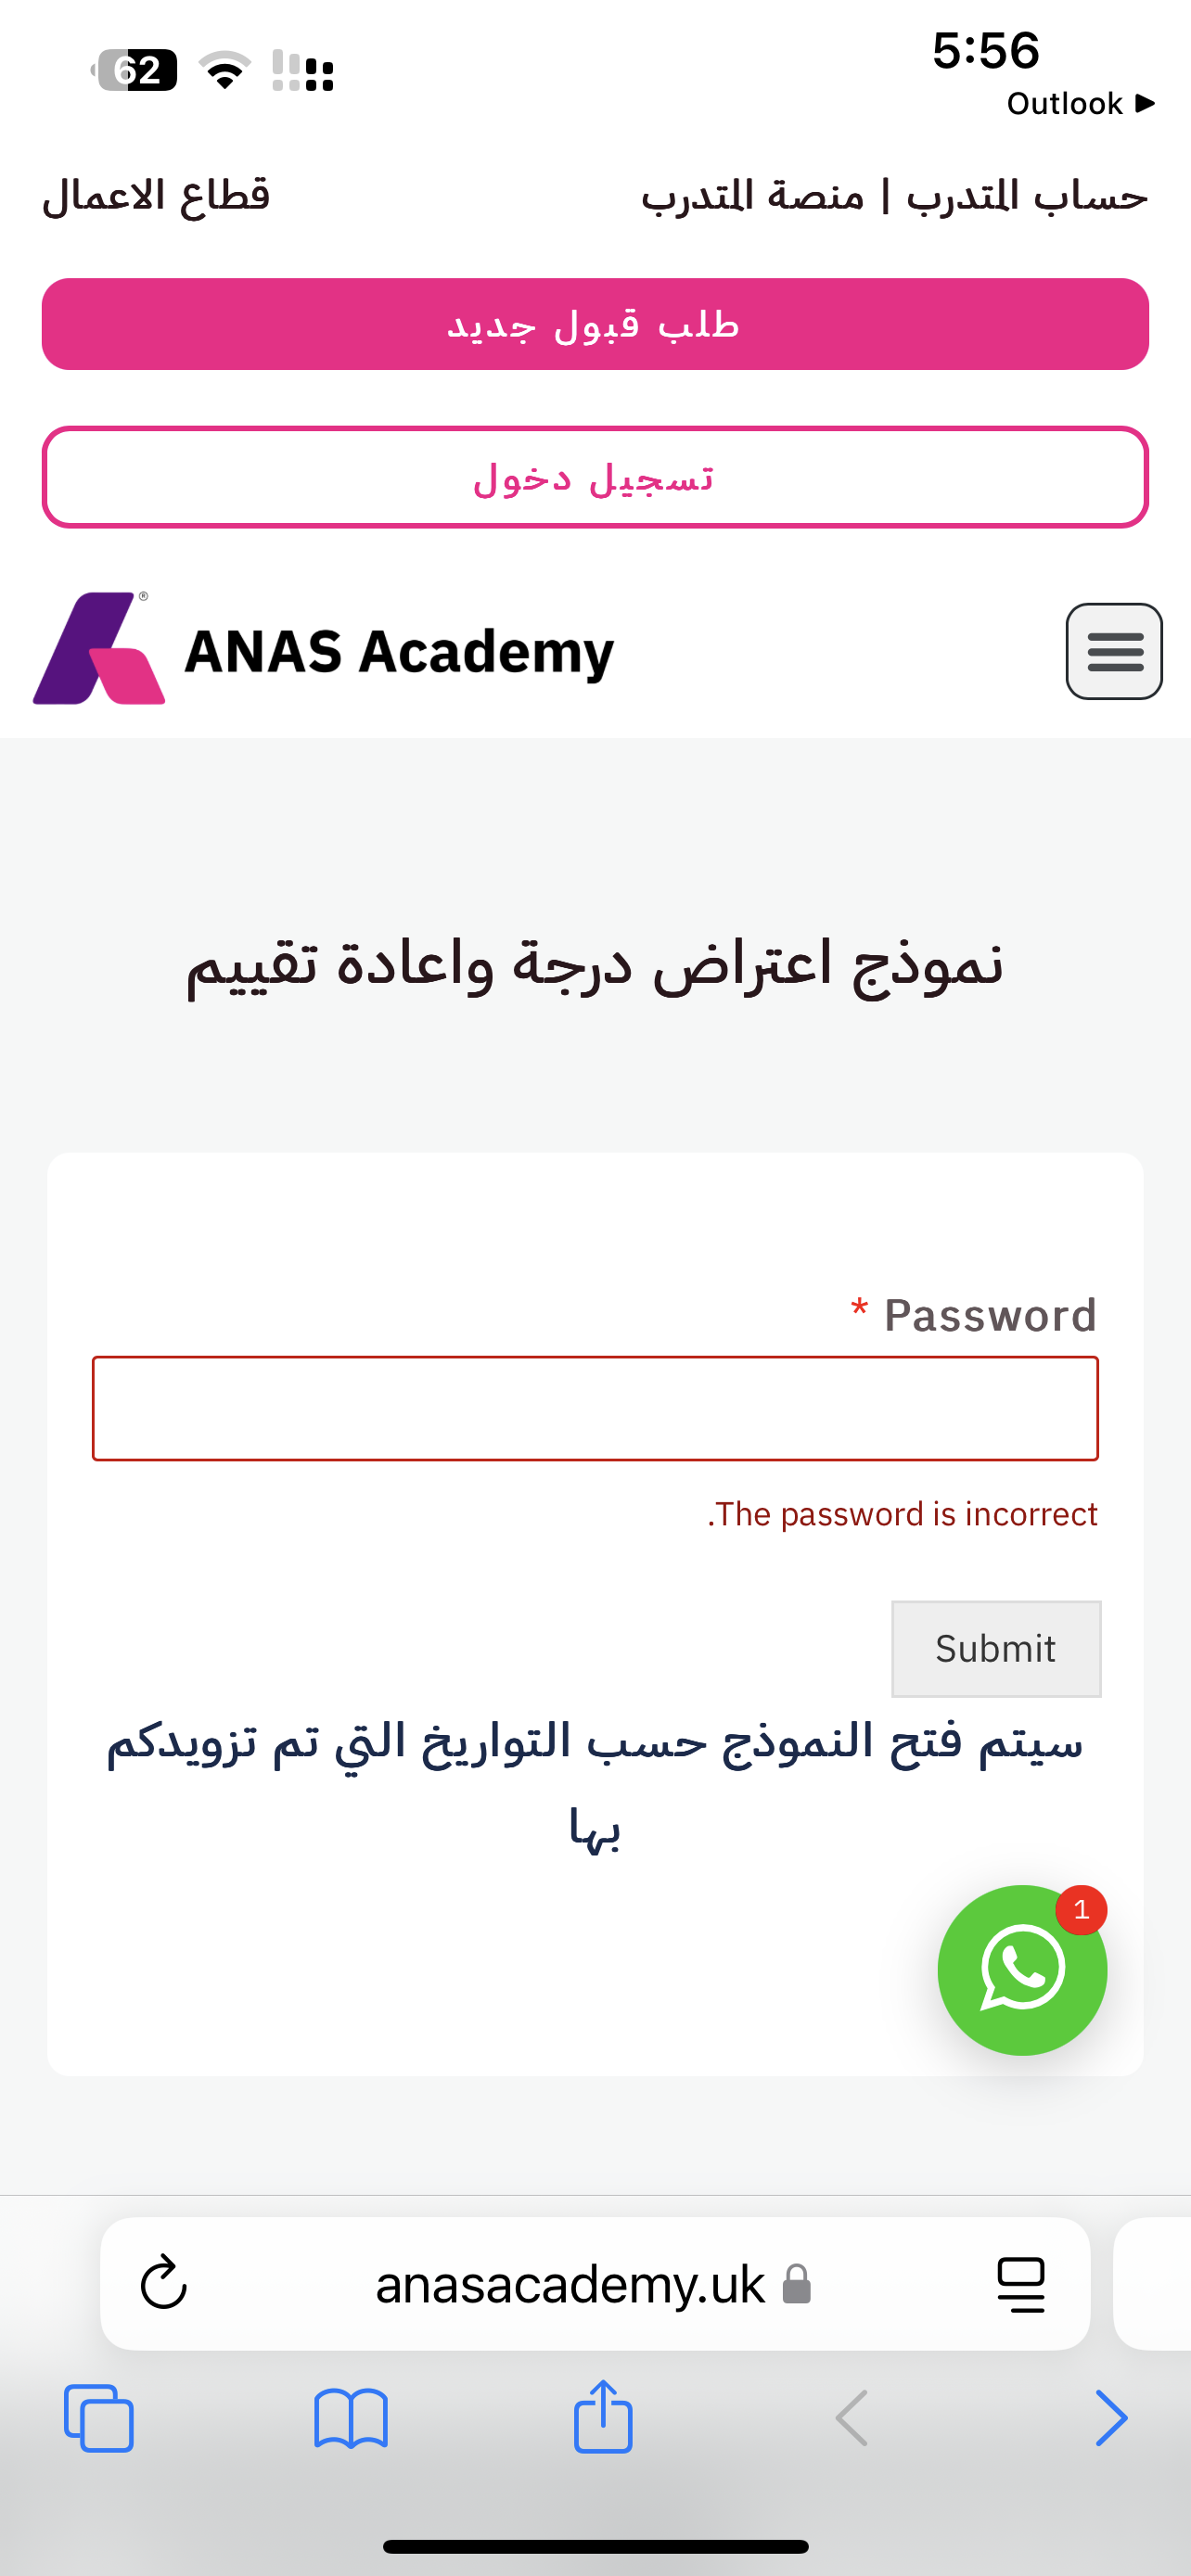 5:56
62
Outlook
حساب المتدرب | منصة المتدرب
قطاع الاعمال
طلب قبول جديد
تسجيل دخول
ANAS Academy
®
نموذج اعتراض درجة واعادة تقييم
Password *
The password is incorrect.
Submit
سيتم فتح النموذج حسب التواريخ التي تم تزويدكم
بها
1
anasacademy.uk